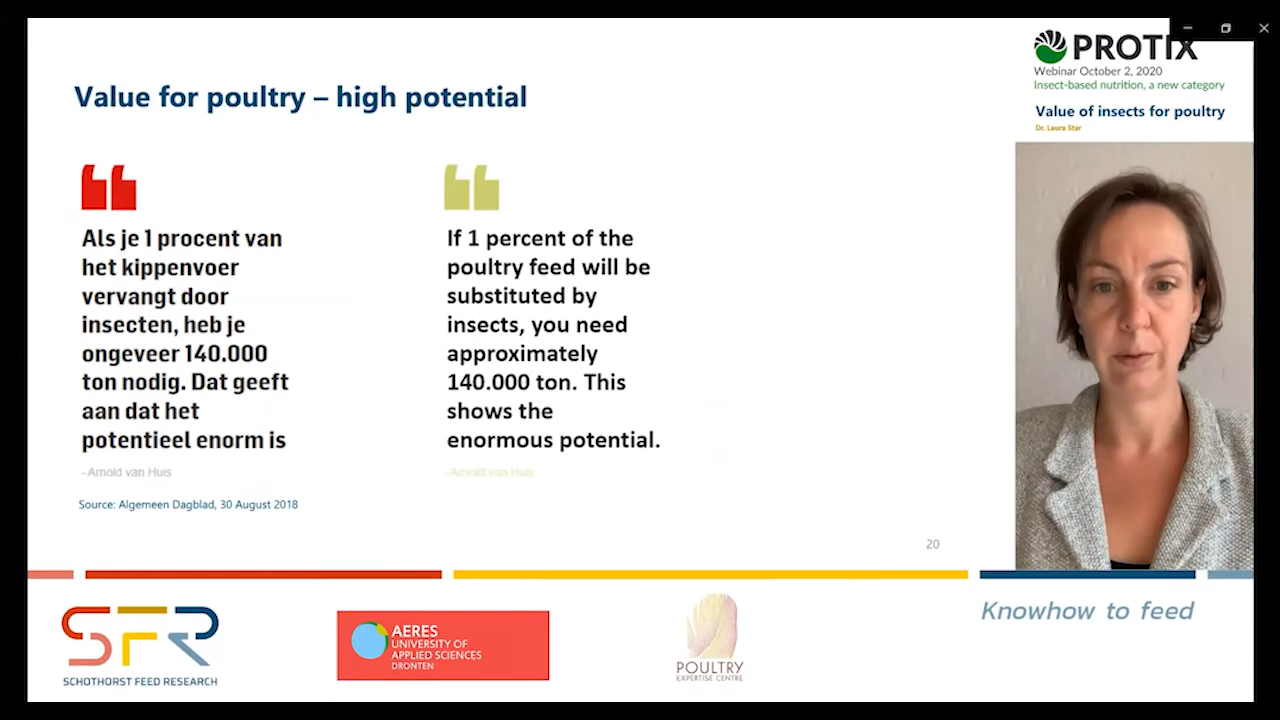 PROTIX
Webinar October 2, 2020
Insect-based nutrition, a new category
Value of insects for poultry
Dr. Laura Star
Value for poultry – high potential
Als je 1 procent van
het kippenvoer
vervangt door
insecten, heb je
ongeveer 140.000
ton nodig. Dat geeft
aan dat het
potentieel enorm is
- Arnold van Huis
Source: Algemeen Dagblad, 30 August 2018
If 1 percent of the
poultry feed will be
substituted by
insects, you need
approximately
140.000 ton. This
shows the
enormous potential.
- Arnold van Huis
20
SFR
SCHOTHORST FEED RESEARCH
AERES
UNIVERSITY OF
APPLIED SCIENCES
DRONTEN
POULTRY
EXPERTISE CENTRE
Knowhow to feed